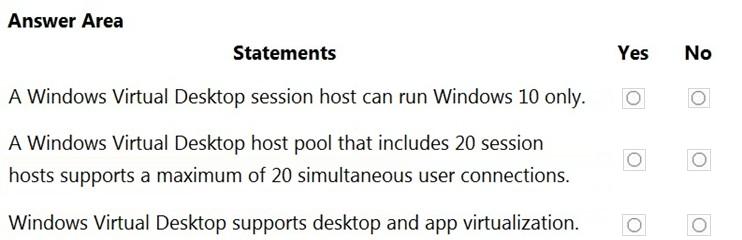 Answer Area
Statements Yes No
A Windows Virtual Desktop session host can run Windows 10 only.
A Windows Virtual Desktop host pool that includes 20 session
hosts supports a maximum of 20 simultaneous user connections.
Windows Virtual Desktop supports desktop and app virtualization.